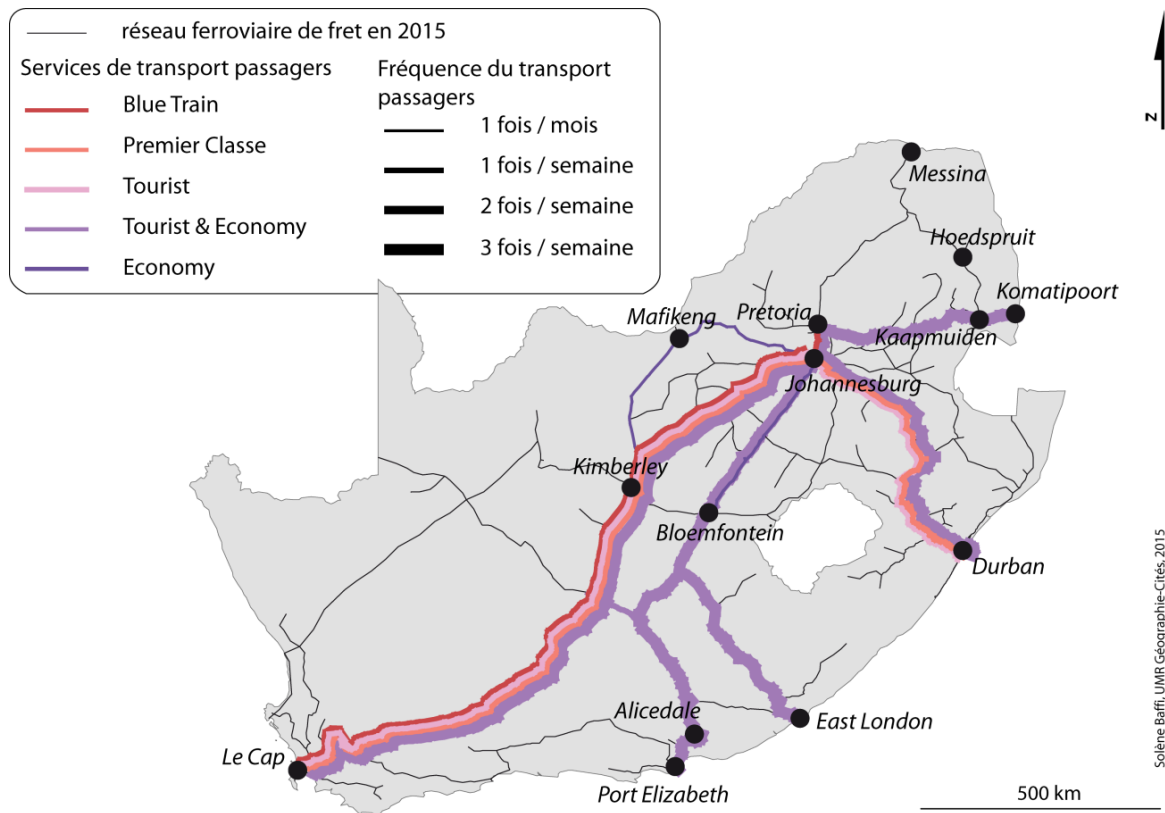 réseau ferroviaire de fret en 2015
Services de transport passagers
Blue Train
Premier Classe
Tourist
Tourist & Economy
Economy
Fréquence du transport
passagers
1 fois / mois
1 fois / semaine
2 fois / semaine
3 fois / semaine
N
Messina
Hoedspruit
Komatipoort
Pretoria
Mafikeng
Kaapmuiden
Johannesburg
Kimberley
Bloemfontein
Durban
Alicedale
East London
Le Cap
Port Elizabeth
500 km
Solène Baffi, UMR Géographie-Cités, 2015